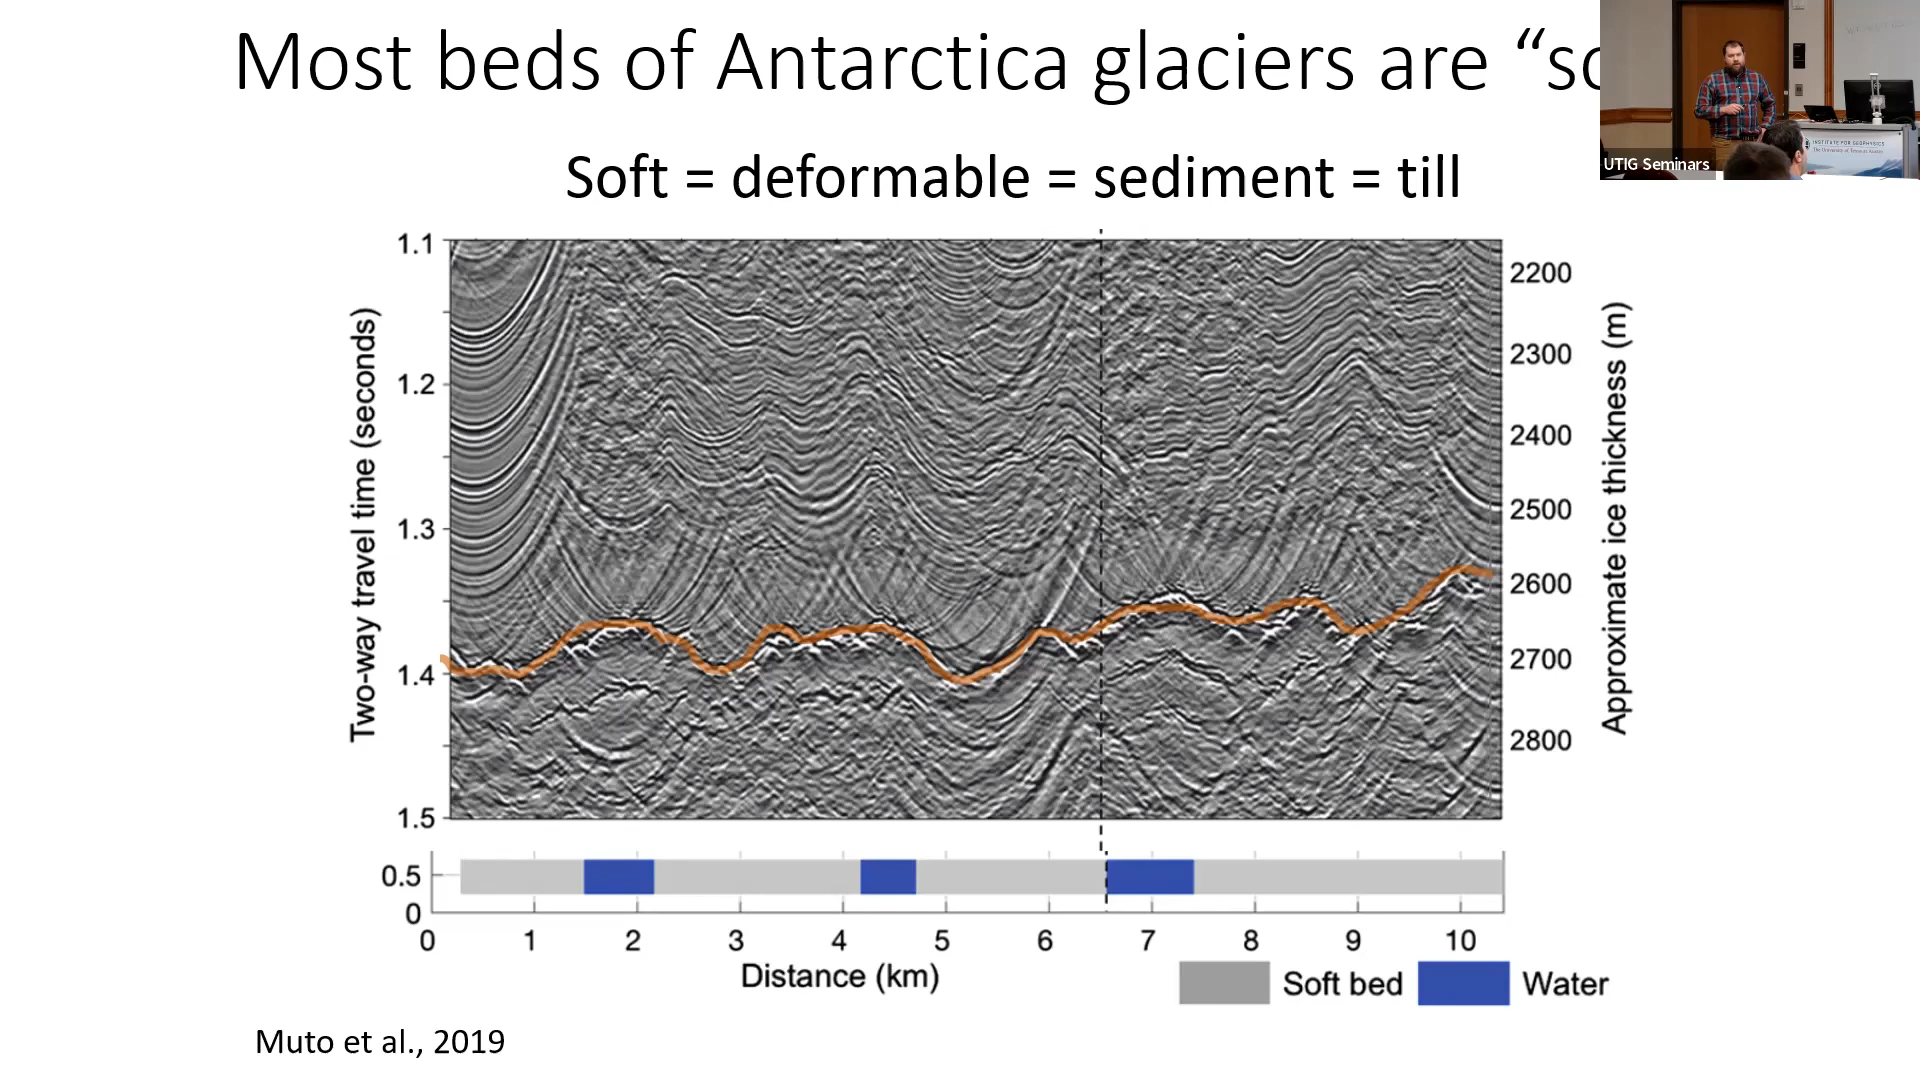 Most beds of Antarctica glaciers are “so
UTIG Seminars
INSTITUTE FOR GEOPHYSICS
Soft = deformable = sediment = till
Two-way travel time (seconds)
1.1
1.2
1.3
1.4
1.5
2200
2300
2400
2500
2600
2700
2800
Approximate ice thickness (m)
0.5
0
0 1 2 3 4 5 6 7 8 9 10
Distance (km)
Soft bed Water
Muto et al., 2019